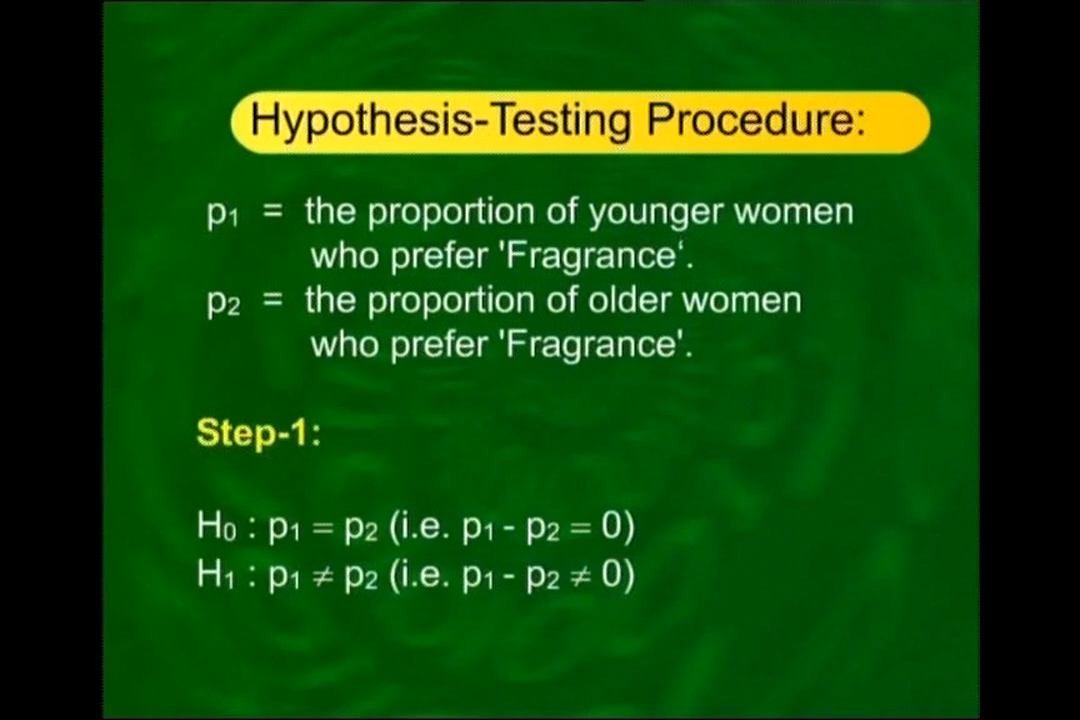 Hypothesis-Testing Procedure:
p₁ = the proportion of younger women
who prefer 'Fragrance‘.
p₂ = the proportion of older women
who prefer 'Fragrance'.
Step-1:
H₀ : p₁ = p₂ (i.e. p₁ - p₂ = 0)
H₁ : p₁ ≠ p₂ (i.e. p₁ - p₂ ≠ 0)